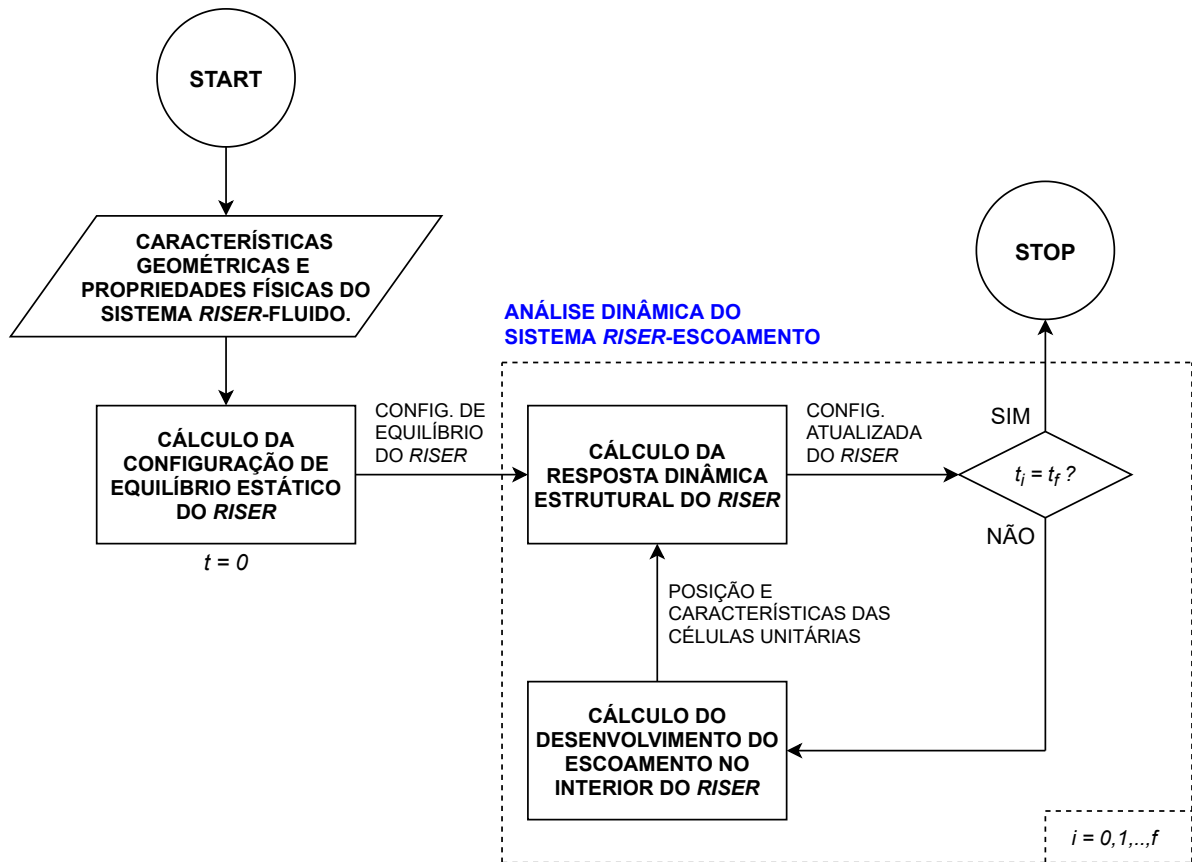 START
CARACTERÍSTICAS
GEOMÉTRICAS E
PROPRIEDADES FÍSICAS DO
SISTEMA RISER-FLUIDO.
CÁLCULO DA
CONFIGURAÇÃO DE
EQUILÍBRIO ESTÁTICO
DO RISER
t = 0
CONFIG. DE
EQUILÍBRIO
DO RISER
ANÁLISE DINÂMICA DO
SISTEMA RISER-ESCOAMENTO
CÁLCULO DA
RESPOSTA DINÂMICA
ESTRUTURAL DO RISER
CONFIG.
ATUALIZADA
DO RISER
t_i = t_f ?
SIM
STOP
NÃO
CÁLCULO DO
DESENVOLVIMENTO DO
ESCOAMENTO NO
INTERIOR DO RISER
POSIÇÃO E
CARACTERÍSTICAS DAS
CÉLULAS UNITÁRIAS
i = 0,1,..,f